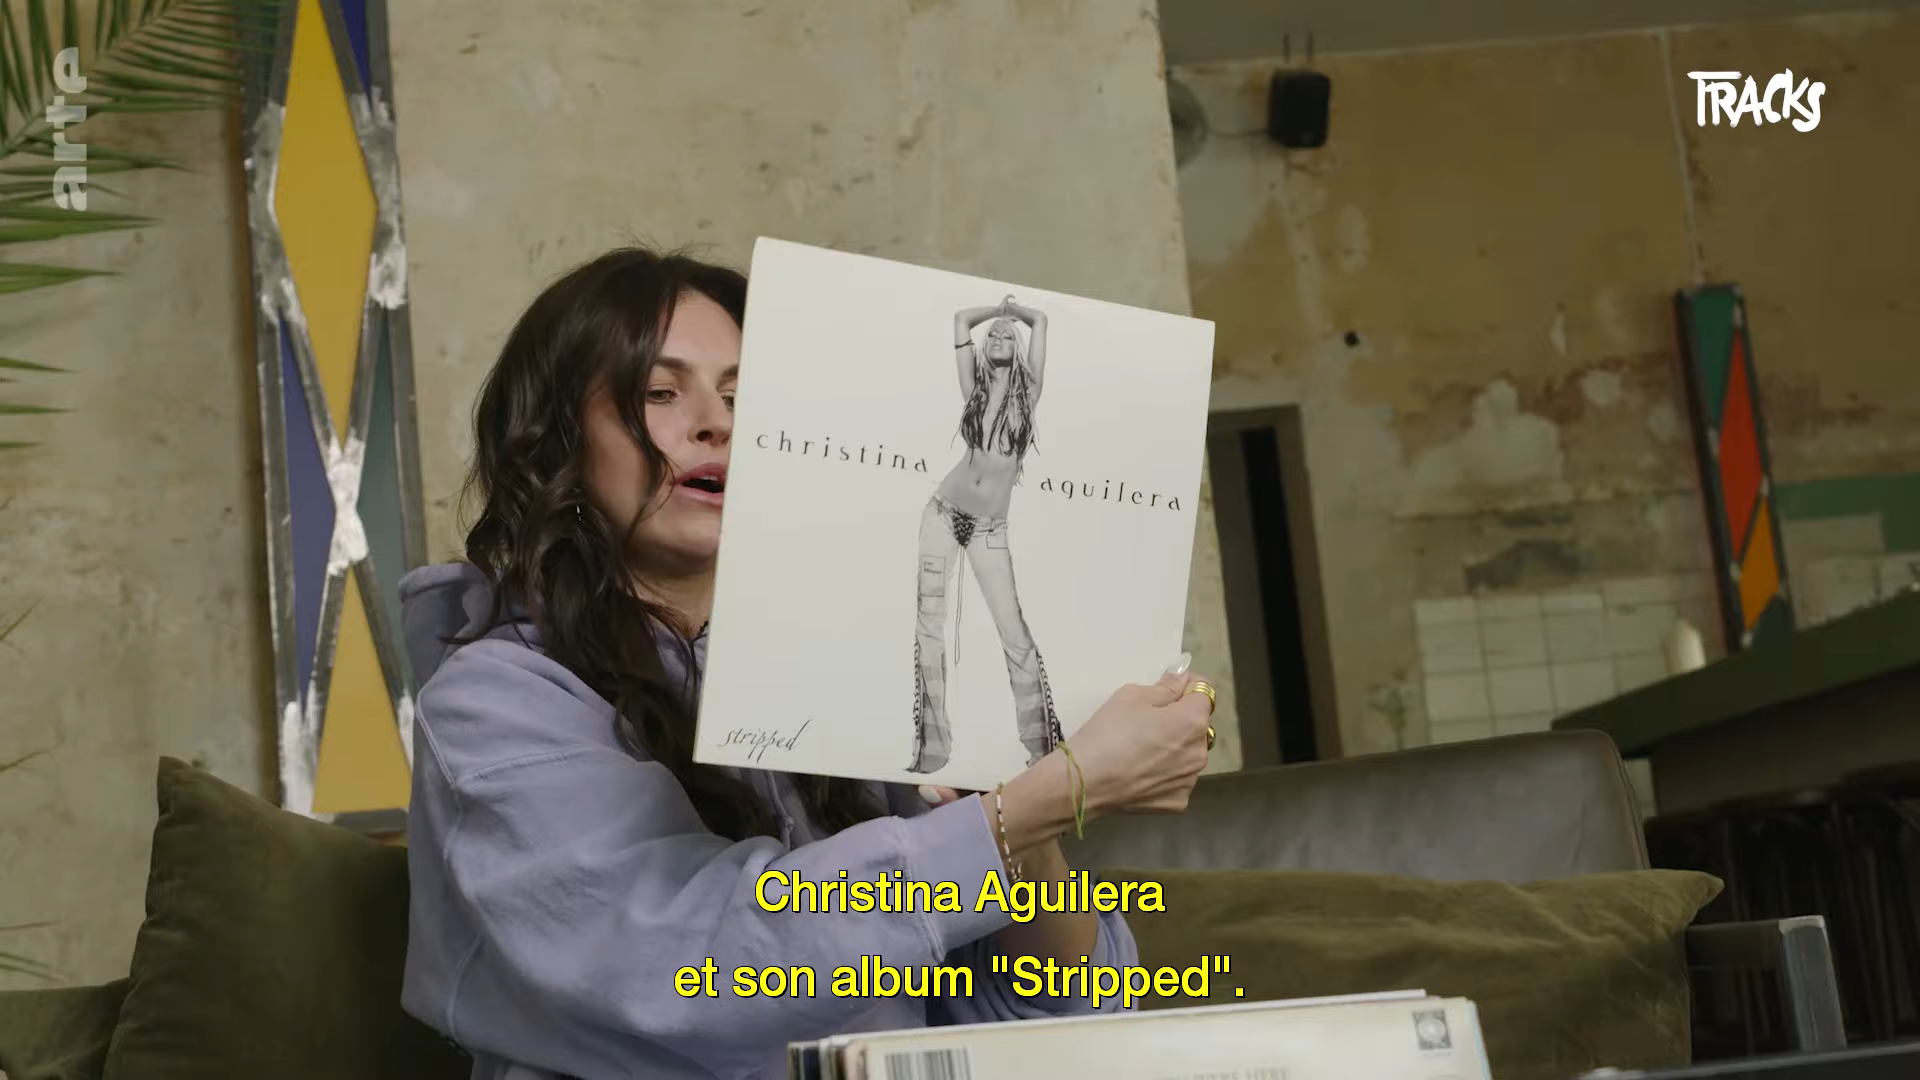 arte
TRACKS
christina aguilera
stripped
Christina Aguilera
et son album "Stripped".